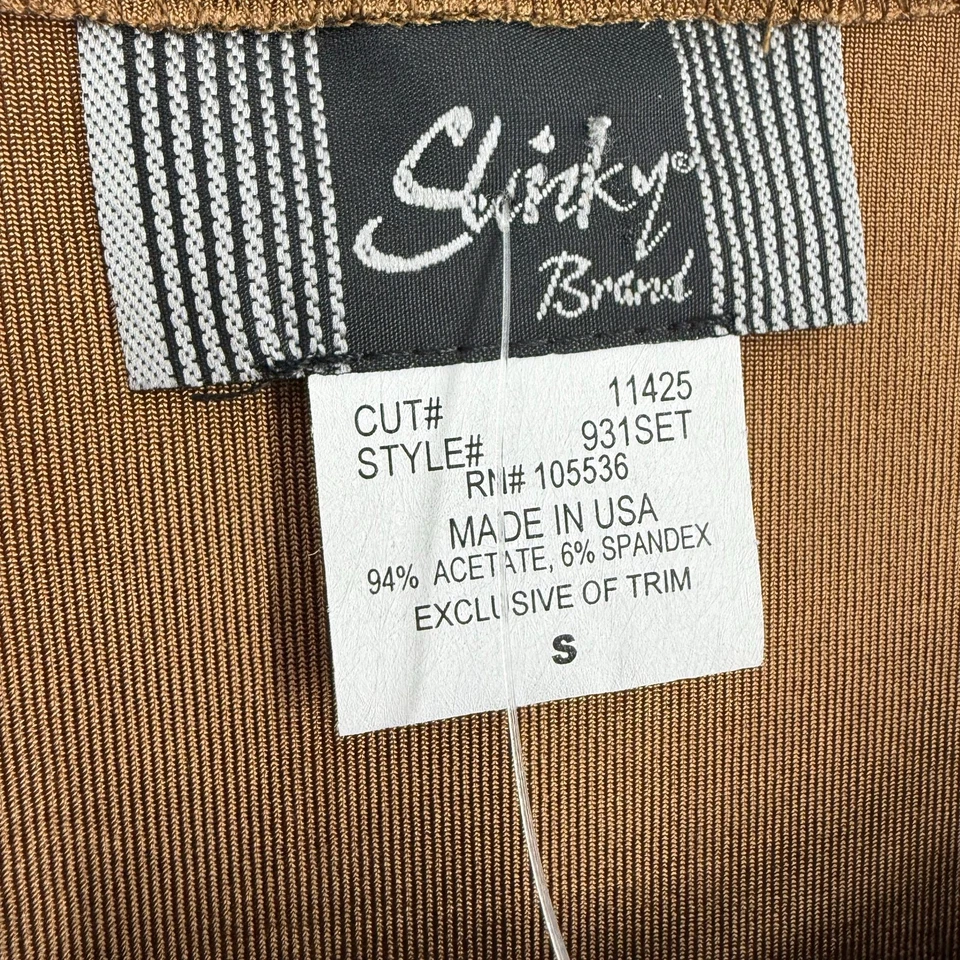 Slinky®
Brand
CUT# 11425
STYLE# 931SET
RN# 105536
MADE IN USA
94% ACETATE, 6% SPANDEX
EXCLUSIVE OF TRIM
S